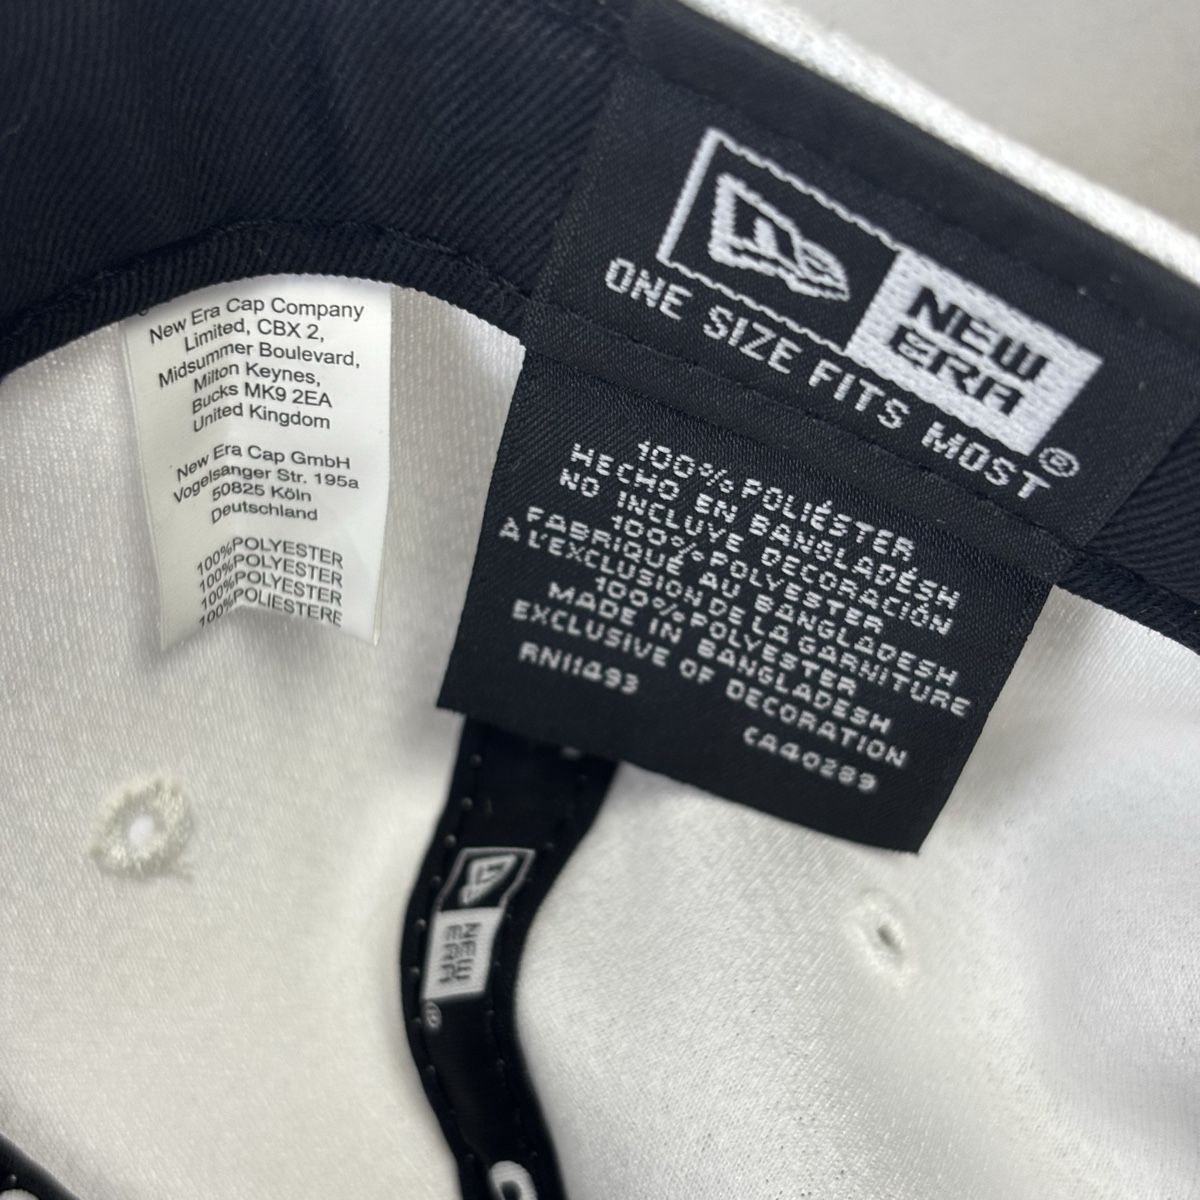 New Era Cap Company
Limited, CBX 2,
Midsummer Boulevard,
Milton Keynes,
Bucks MK9 2EA
United Kingdom
New Era Cap GmbH
Vogelsanger Str. 195a
50825 Köln
Deutschland
100%POLYESTER
100%POLYESTER
100%POLYESTER
100%POLIESTERE
NEW
ERA
®
ONE SIZE FITS MOST
100% POLIÉSTER
HECHO EN BANGLADÉSH
NO INCLUYE DECORACIÓN
100% POLYESTER
FABRIQUÉ AU BANGLADESH
À L'EXCLUSION DE LA GARNITURE
100% POLYESTER
MADE IN BANGLADESH
EXCLUSIVE OF DECORATION
RN11493
CA40289
NEW
ERA
®